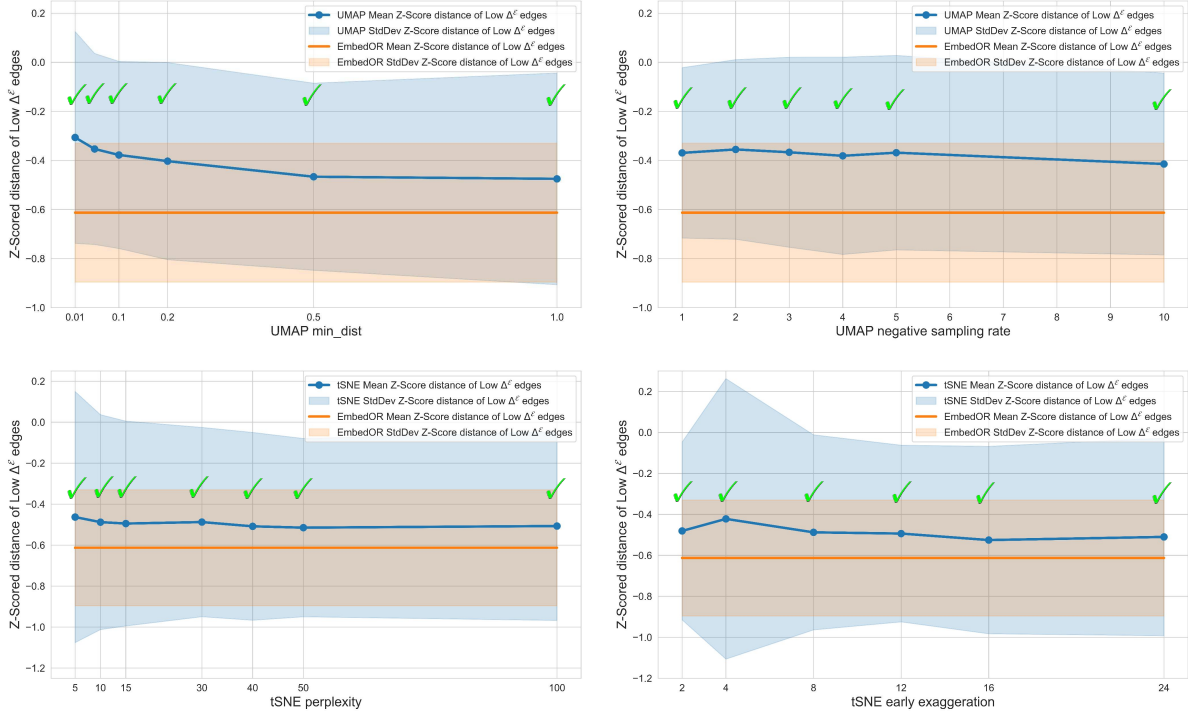 0.2
0.0
−0.2
−0.4
−0.6
−0.8
−1.0
Z-Scored distance of Low Δ^ℰ edges
UMAP Mean Z-Score distance of Low Δ^ℰ edges
UMAP StdDev Z-Score distance of Low Δ^ℰ edges
EmbedOR Mean Z-Score distance of Low Δ^ℰ edges
EmbedOR StdDev Z-Score distance of Low Δ^ℰ edges
0.01 0.1 0.2 0.5 1.0
UMAP min_dist
0.2
0.0
−0.2
−0.4
−0.6
−0.8
−1.0
Z-Scored distance of Low Δ^ℰ edges
UMAP Mean Z-Score distance of Low Δ^ℰ edges
UMAP StdDev Z-Score distance of Low Δ^ℰ edges
EmbedOR Mean Z-Score distance of Low Δ^ℰ edges
EmbedOR StdDev Z-Score distance of Low Δ^ℰ edges
1 2 3 4 5 6 7 8 9 10
UMAP negative sampling rate
0.2
0.0
−0.2
−0.4
−0.6
−0.8
−1.0
−1.2
Z-Scored distance of Low Δ^ℰ edges
tSNE Mean Z-Score distance of Low Δ^ℰ edges
tSNE StdDev Z-Score distance of Low Δ^ℰ edges
EmbedOR Mean Z-Score distance of Low Δ^ℰ edges
EmbedOR StdDev Z-Score distance of Low Δ^ℰ edges
5 10 15 30 40 50 100
tSNE perplexity
0.2
0.0
−0.2
−0.4
−0.6
−0.8
−1.0
−1.2
Z-Scored distance of Low Δ^ℰ edges
tSNE Mean Z-Score distance of Low Δ^ℰ edges
tSNE StdDev Z-Score distance of Low Δ^ℰ edges
EmbedOR Mean Z-Score distance of Low Δ^ℰ edges
EmbedOR StdDev Z-Score distance of Low Δ^ℰ edges
2 4 8 12 16 24
tSNE early exaggeration